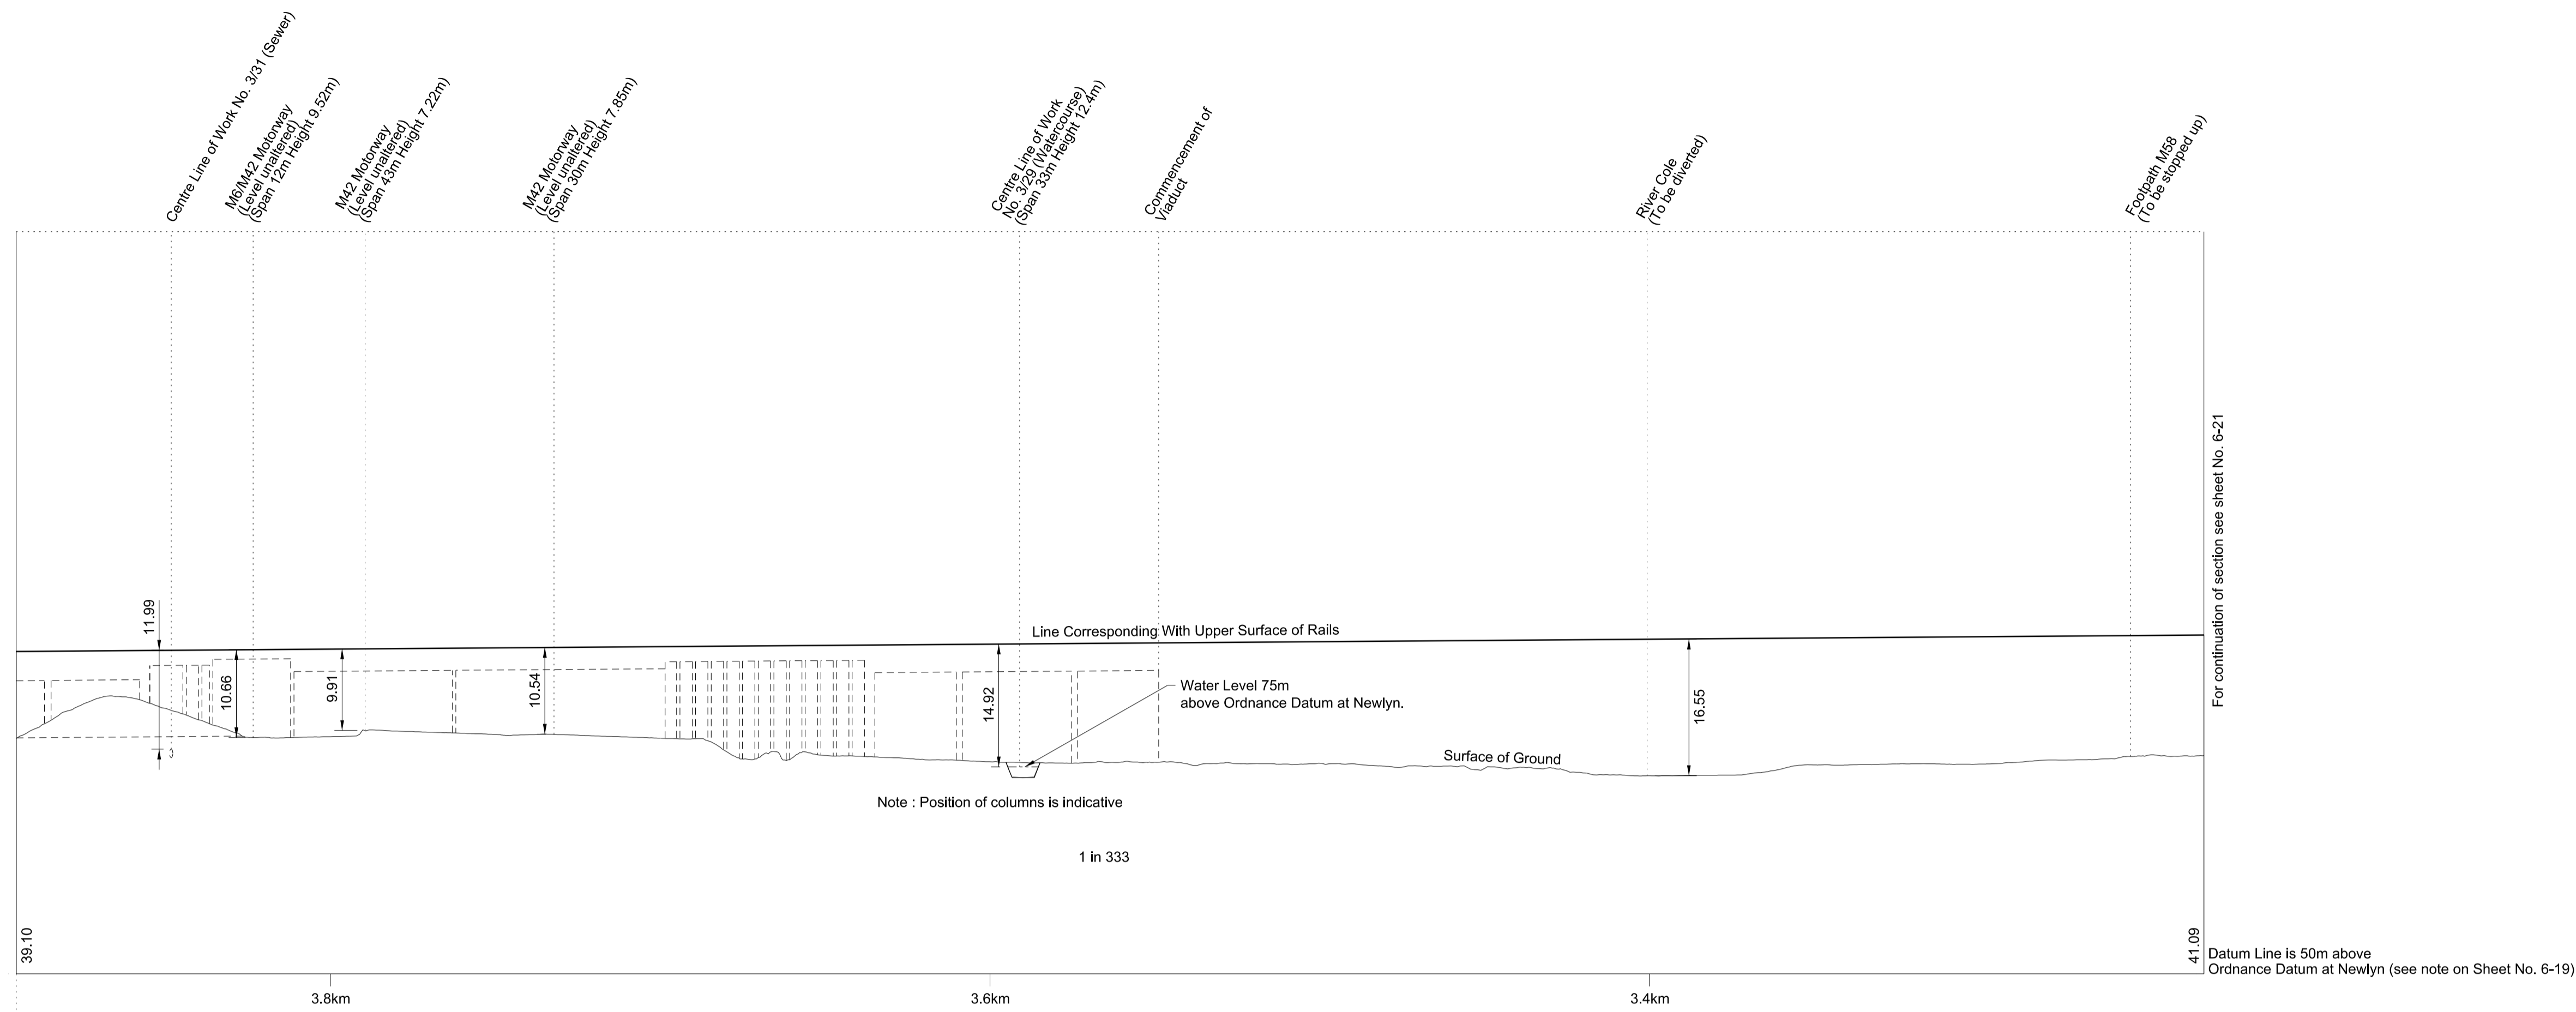 Centre Line of Work No. 3/31 (Sewer)
M6/M42 Motorway
(Level unaltered)
(Span 12m Height 9.52m)
M42 Motorway
(Level unaltered)
(Span 43m Height 7.22m)
M42 Motorway
(Level unaltered)
(Span 30m Height 7.85m)
Centre Line of Work
No. 3/29 (Watercourse)
(Span 33m Height 12.4m)
Commencement of
Viaduct
River Cole
(To be diverted)
Footpath M58
(To be stopped up)
For continuation of section see sheet No. 6-21
11.99
Line Corresponding With Upper Surface of Rails
10.66
9.91
10.54
14.92
Water Level 75m
above Ordnance Datum at Newlyn.
16.55
Surface of Ground
Note : Position of columns is indicative
1 in 333
39.10
41.09
Datum Line is 50m above
Ordnance Datum at Newlyn (see note on Sheet No. 6-19)
3.8km
3.6km
3.4km